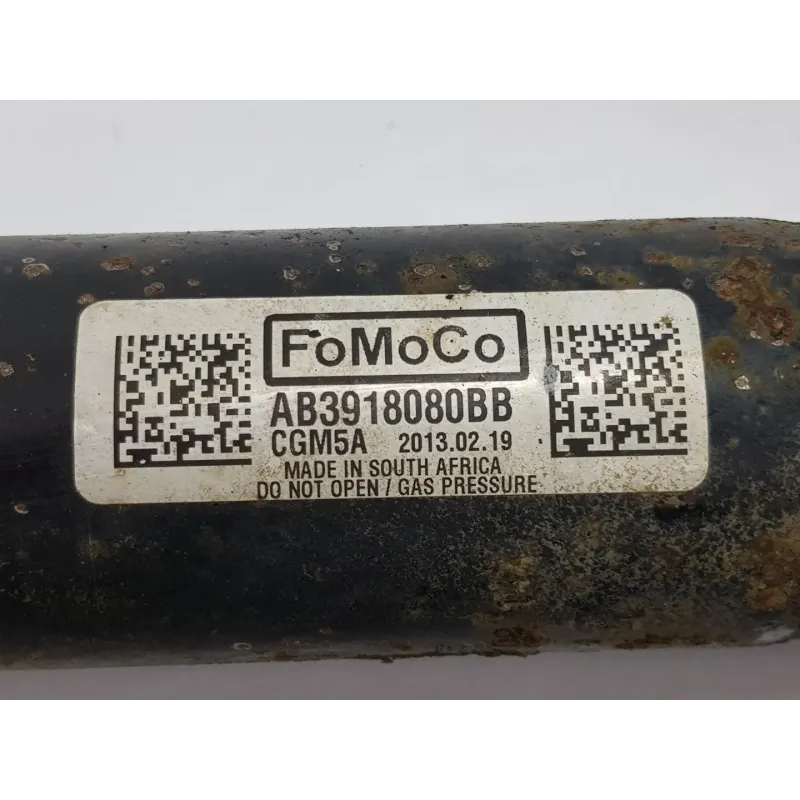 FoMoCo
AB3918080BB
CGM5A 2013.02.19
MADE IN SOUTH AFRICA
DO NOT OPEN / GAS PRESSURE